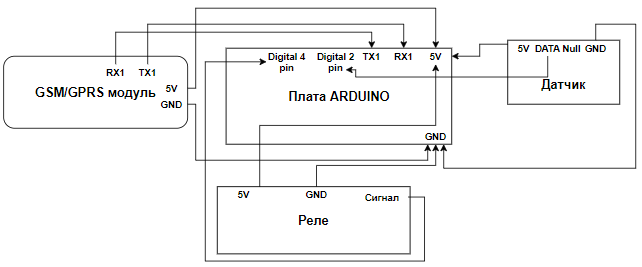 RX1 TX1
GSM/GPRS модуль
5V
GND
Digital 4
pin
Digital 2
pin
TX1 RX1 5V
Плата ARDUINO
GND
5V DATA Null GND
Датчик
5V GND Сигнал
Реле